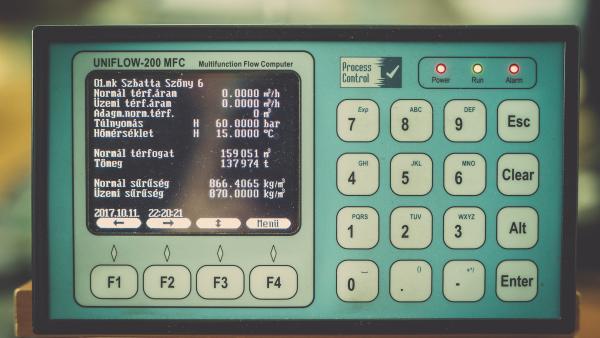 UNIFLOW-200 MFC Multifunction Flow Computer
01.mk Szbatta Szőny 6
Normál térf.áram 0.0000 m³/h
Üzemi térf.áram 0.0000 m³/h
Adagm.norm.térf. 0 m³
Túlnyomás H 60.0000 bar
Hőmérséklet H 15.0000 °C
Normál térfogat 159051 m³
Tömeg 137974 t
Normál sűrűség 866.4065 kg/m³
Üzemi sűrűség 870.0000 kg/m³
2017.10.11. 22:20:21
← → ↕ Menü
F1 F2 F3 F4
Process
Control
Power Run Alarm
Exp ABC DEF
7 8 9 Esc
GHI JKL MNO
4 5 6 Clear
PQRS TUV WXYZ
1 2 3 Alt
() +*/
0 . - Enter